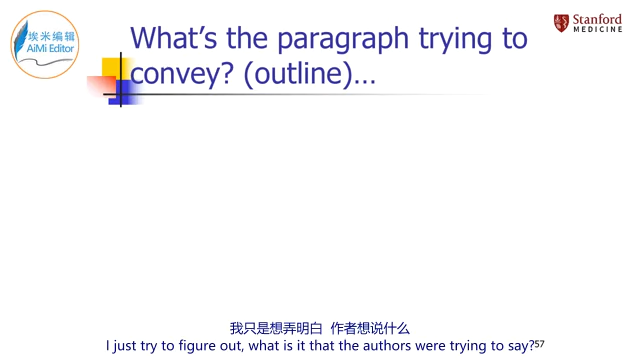 埃米编辑
AiMi Editor
Stanford
MEDICINE
What's the paragraph trying to
convey? (outline)…
我只是想弄明白 作者想说什么
I just try to figure out, what is it that the authors were trying to say?
57